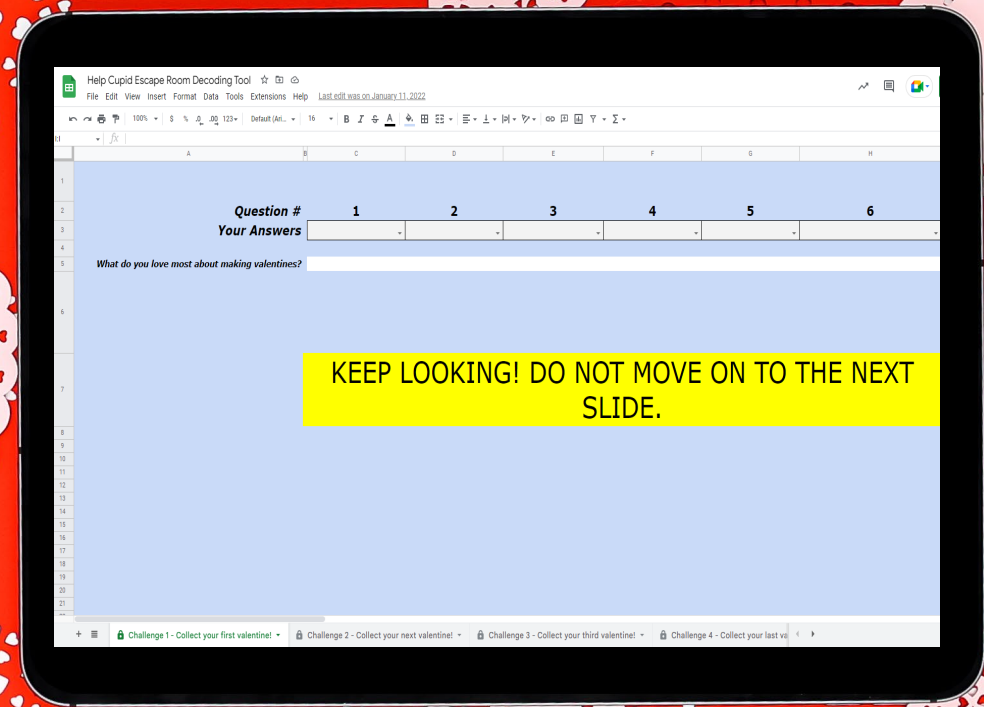 Help Cupid Escape Room Decoding Tool
File Edit View Insert Format Data Tools Extensions Help Last edit was on January 11, 2022
100% $ % .0 .00 123 Default (Ari... 16 B I S A
fx
A B C D E F G H
1
2 Question # 1 2 3 4 5 6
3 Your Answers
4
5 What do you love most about making valentines?
6
7 KEEP LOOKING! DO NOT MOVE ON TO THE NEXT
SLIDE.
8
9
10
11
12
13
14
15
16
17
18
19
20
21
Challenge 1 - Collect your first valentine! Challenge 2 - Collect your next valentine! Challenge 3 - Collect your third valentine! Challenge 4 - Collect your last va